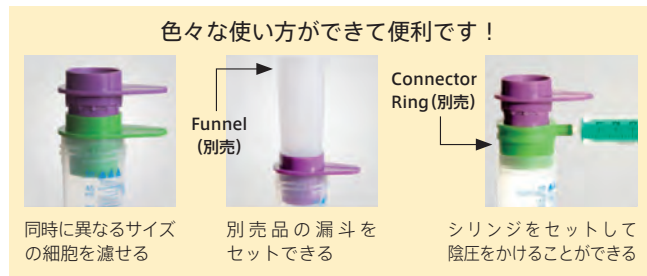 色々な使い方ができて便利です！
Funnel
（別売）
Connector
Ring（別売）
同時に異なるサイズ
の細胞を濾せる
別売品の漏斗を
セットできる
シリンジをセットして
陰圧をかけることができる